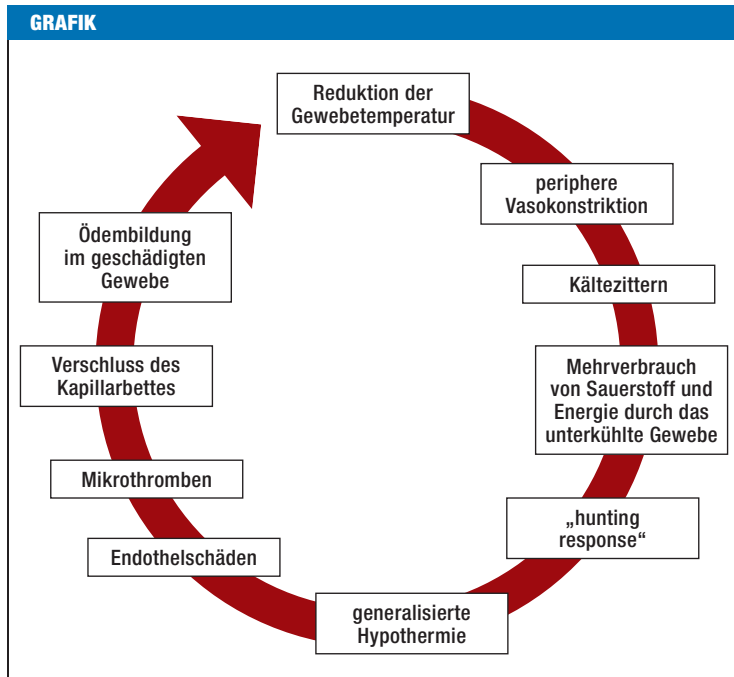 GRAFIK
Reduktion der
Gewebetemperatur
periphere
Vasokonstriktion
Kältezittern
Mehrverbrauch
von Sauerstoff und
Energie durch das
unterkühlte Gewebe
„hunting
response“
generalisierte
Hypothermie
Endothelschäden
Mikrothromben
Verschluss des
Kapillarbettes
Ödembildung
im geschädigten
Gewebe